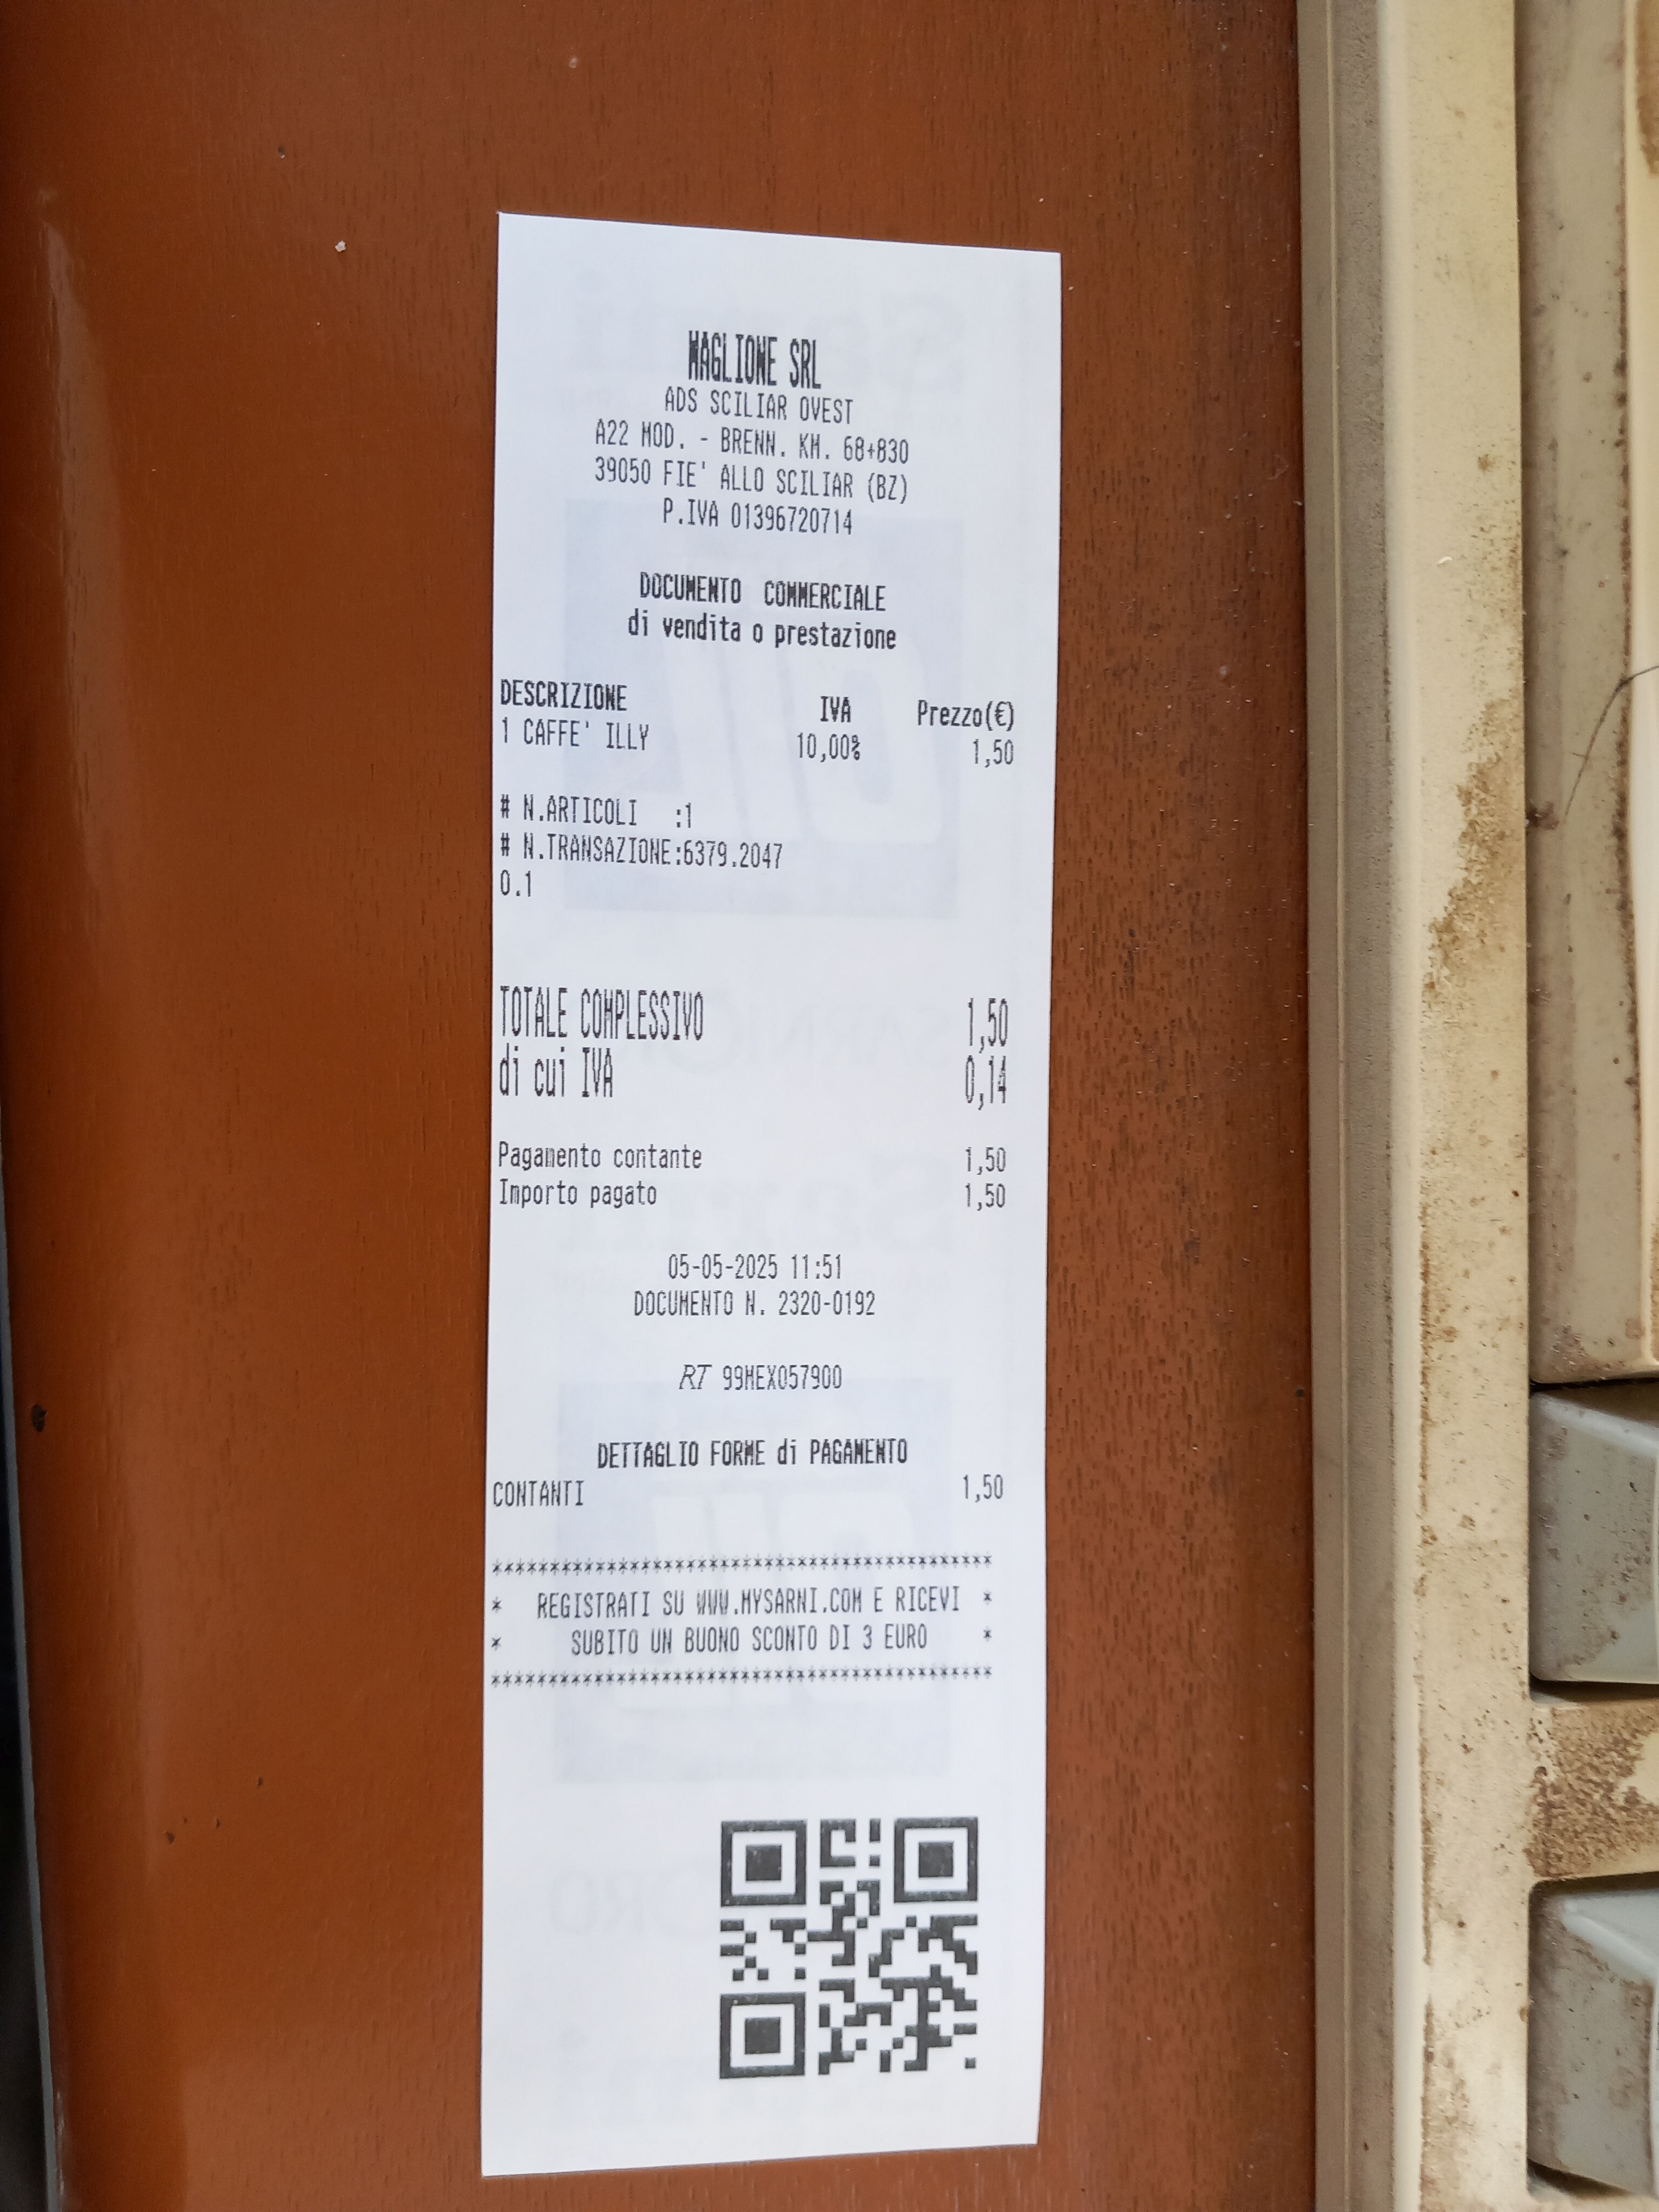 MAGLIONE SRL
ADS SCILIAR OVEST
A22 MOD. - BRENN. KM. 68+830
39050 FIE' ALLO SCILIAR (BZ)
P.IVA 01396720714
DOCUMENTO COMMERCIALE
di vendita o prestazione
DESCRIZIONE IVA Prezzo(€)
1 CAFFE' ILLY 10,00% 1,50
# N.ARTICOLI :1
# N.TRANSAZIONE:6379.2047
0.1
TOTALE COMPLESSIVO 1,50
di cui IVA 0,14
Pagamento contante 1,50
Importo pagato 1,50
05-05-2025 11:51
DOCUMENTO N. 2320-0192
RT 99MEX057900
DETTAGLIO FORME di PAGAMENTO
CONTANTI 1,50
********************************************
* REGISTRATI SU WWW.MYSARNI.COM E RICEVI *
* SUBITO UN BUONO SCONTO DI 3 EURO *
********************************************